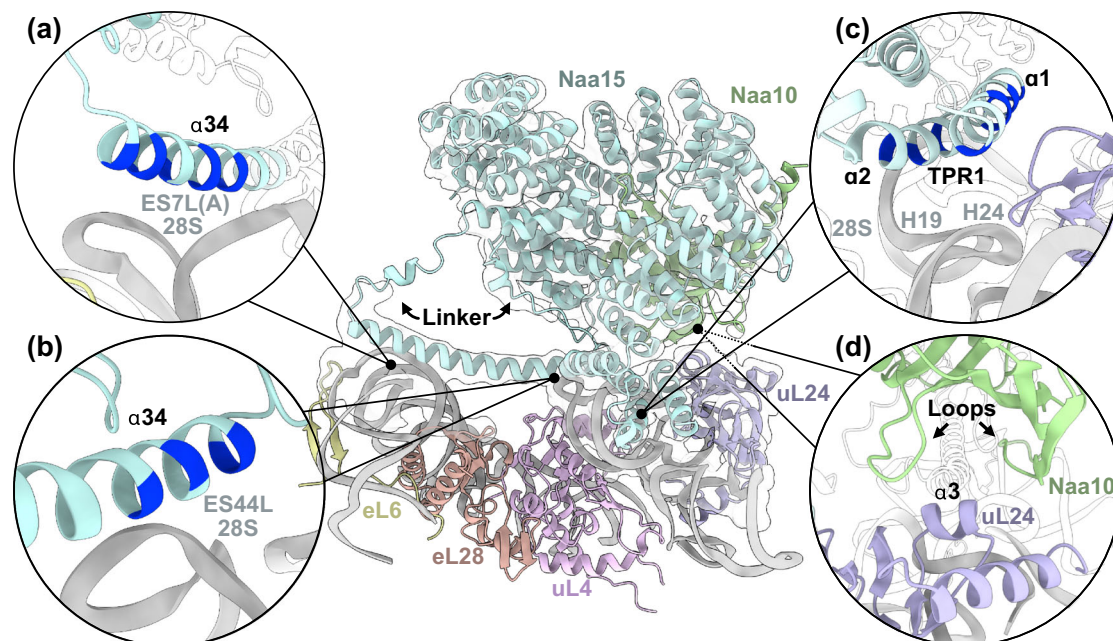 (a)
α34
ES7L(A)
28S
(b)
α34
ES44L
28S
Naa15
Naa10
Linker
uL24
eL6
eL28
uL4
(c)
α1
α2
TPR1
28S
H19
H24
(d)
Loops
Naa10
α3
uL24